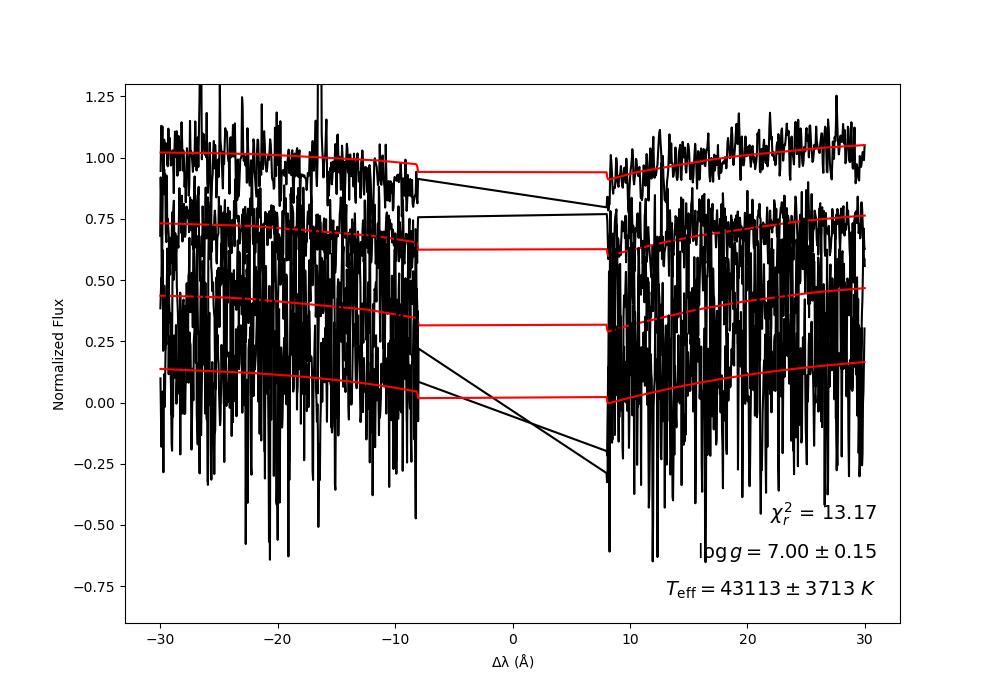 1.25
1.00
0.75
0.50
0.25
0.00
−0.25
−0.50
−0.75
Normalized Flux
χ²ᵣ = 13.17
log g = 7.00 ± 0.15
T_eff = 43113 ± 3713 K
−30 −20 −10 0 10 20 30
Δλ (Å)